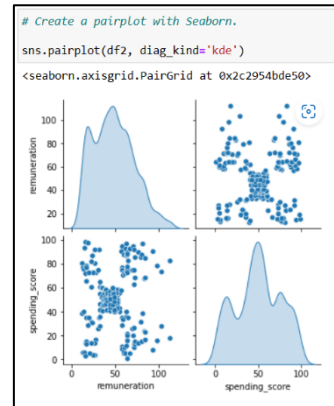 # Create a pairplot with Seaborn.
sns.pairplot(df2, diag_kind='kde')
<seaborn.axisgrid.PairGrid at 0x2c2954bde50>
100
80
60
40
20
remuneration
100
80
60
40
20
0
spending_score
0
100
remuneration
0
50
100
spending_score